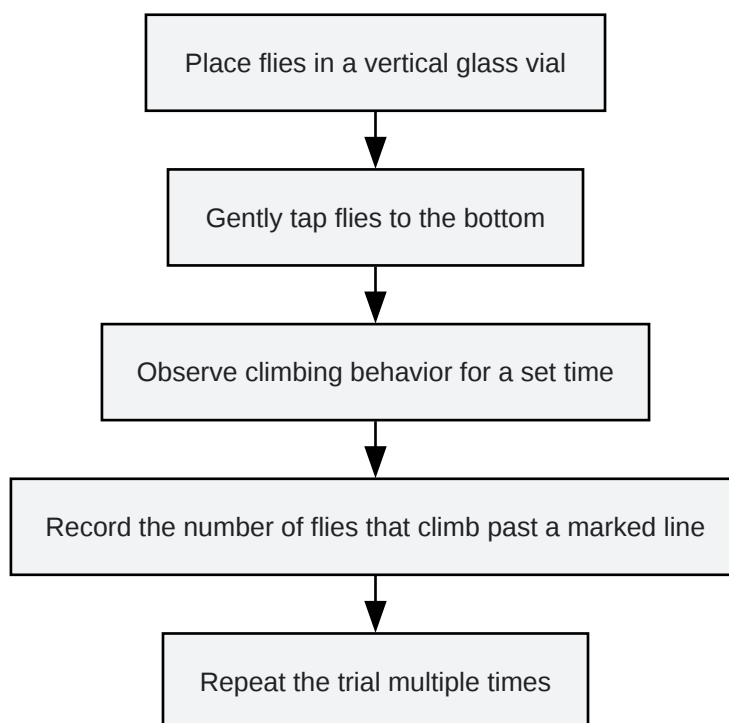 Place flies in a vertical glass vial
Gently tap flies to the bottom
Observe climbing behavior for a set time
Record the number of flies that climb past a marked line
Repeat the trial multiple times